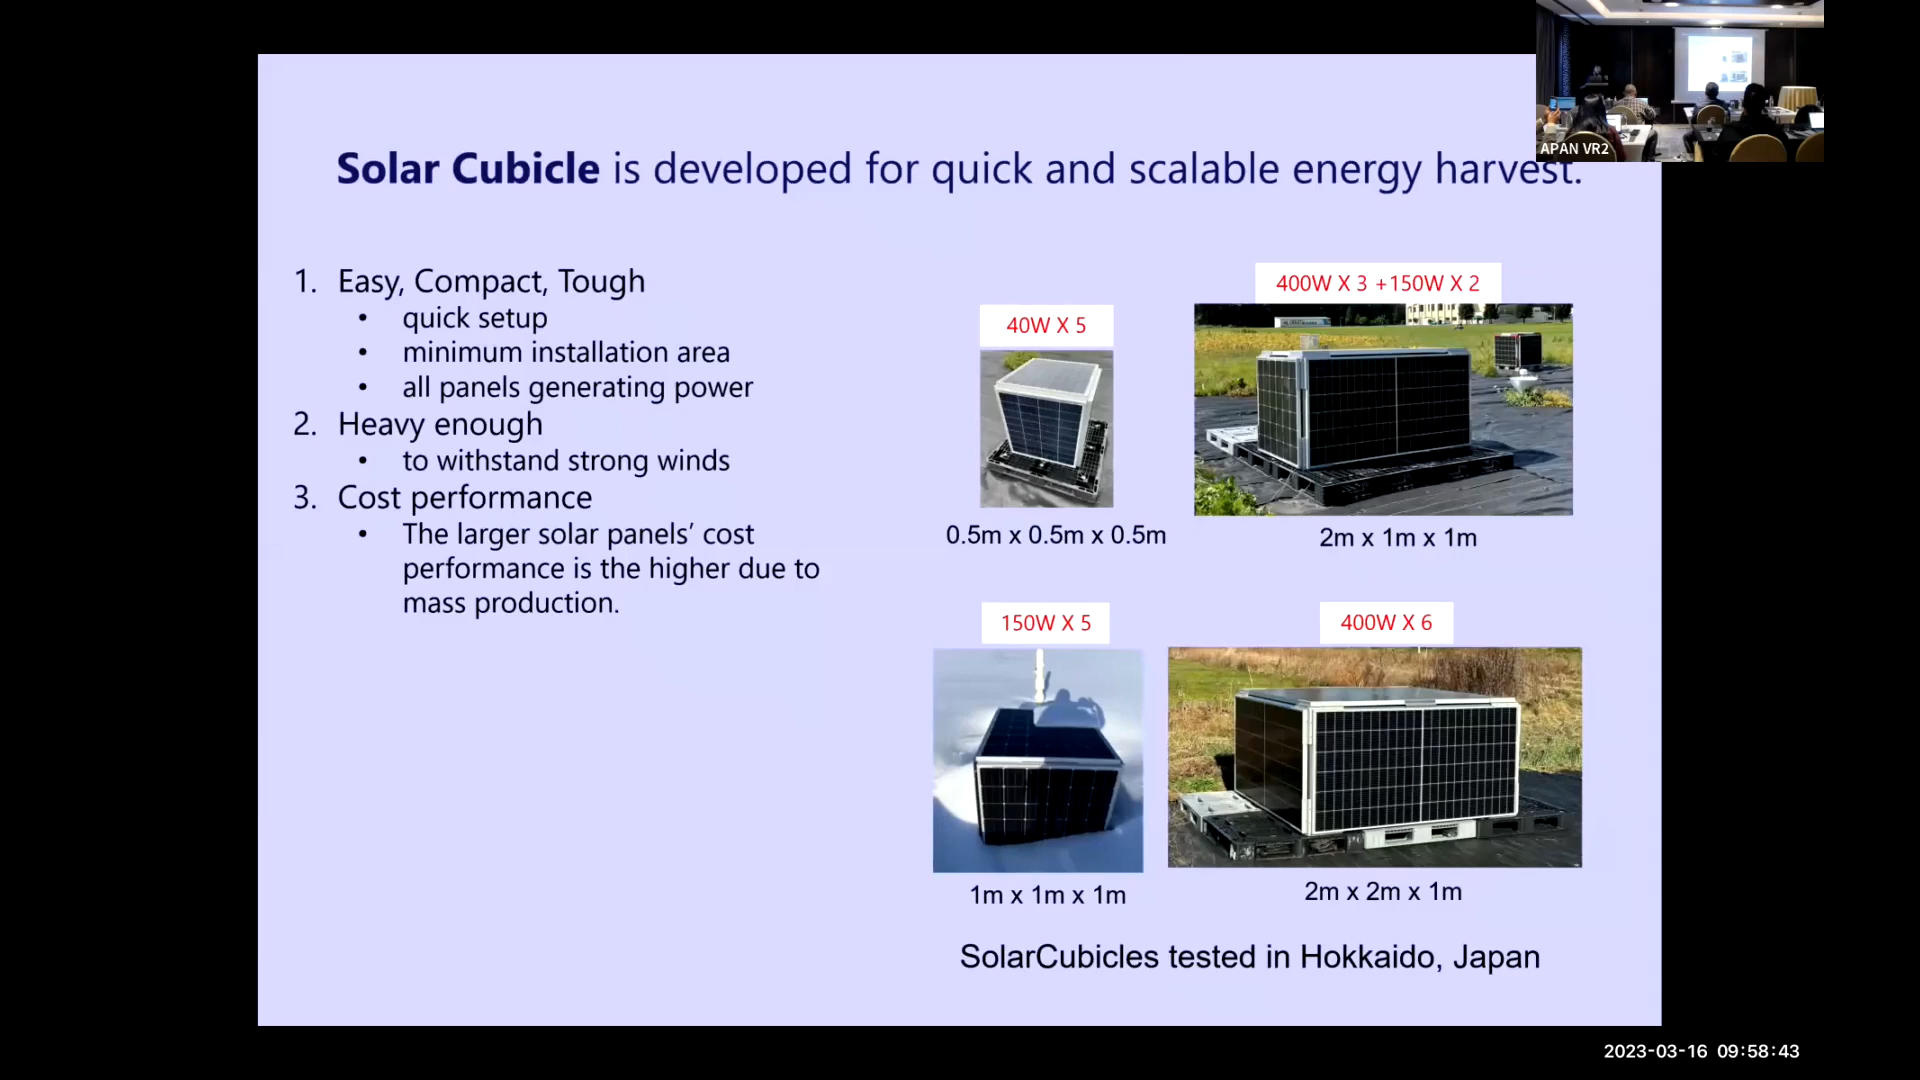 APAN VR2
Solar Cubicle is developed for quick and scalable energy harvest.
1. Easy, Compact, Tough
• quick setup
• minimum installation area
• all panels generating power
2. Heavy enough
• to withstand strong winds
3. Cost performance
• The larger solar panels’ cost
performance is the higher due to
mass production.
40W X 5
0.5m x 0.5m x 0.5m
400W X 3 +150W X 2
2m x 1m x 1m
150W X 5
1m x 1m x 1m
400W X 6
2m x 2m x 1m
SolarCubicles tested in Hokkaido, Japan
2023-03-16 09:58:43